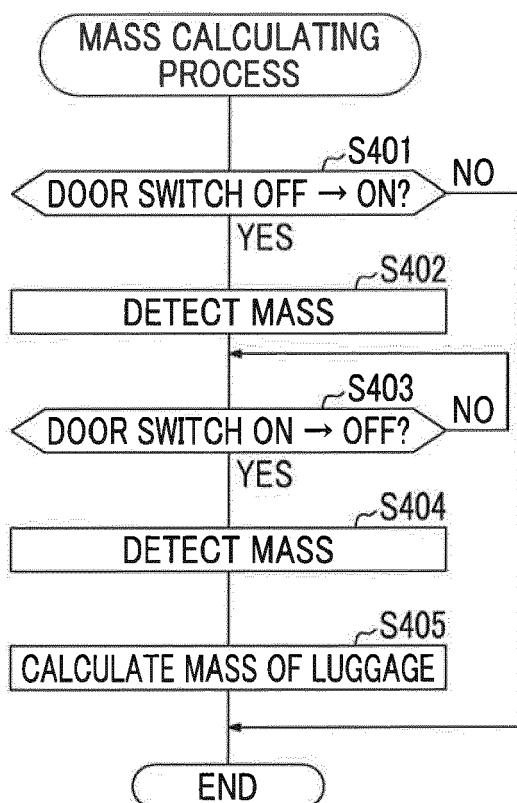 MASS CALCULATING
PROCESS
S401
DOOR SWITCH OFF → ON?
NO
YES
S402
DETECT MASS
S403
DOOR SWITCH ON → OFF?
NO
YES
S404
DETECT MASS
S405
CALCULATE MASS OF LUGGAGE
END